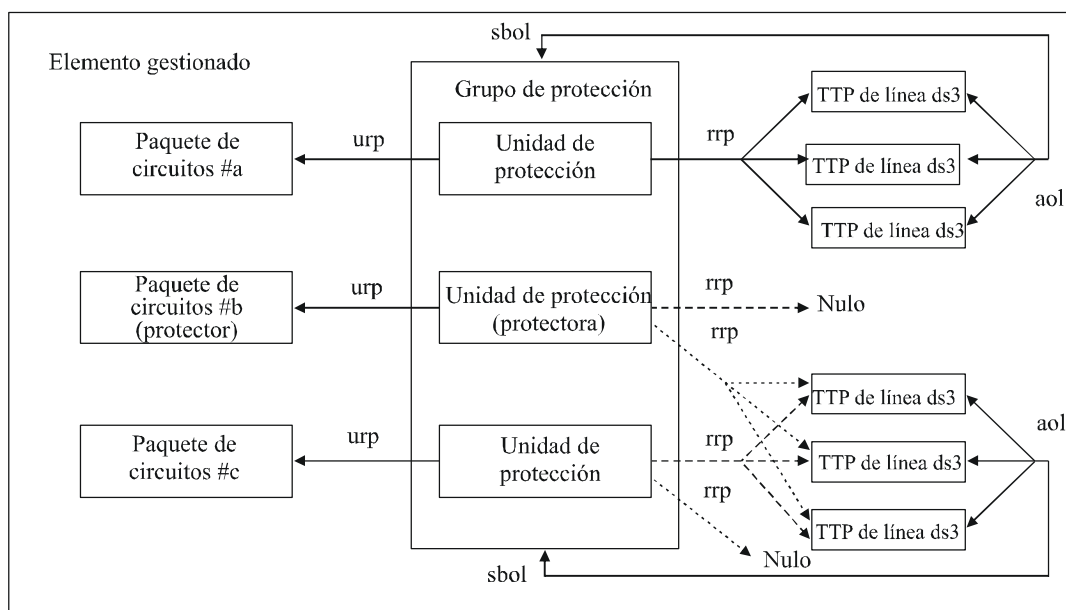 sbol
Elemento gestionado
Grupo de protección
TTP de línea ds3
Paquete de
circuitos #a
urp
Unidad de
protección
rrp
TTP de línea ds3
aol
TTP de línea ds3
Paquete de
circuitos #b
(protector)
urp
Unidad de protección
(protectora)
rrp
Nulo
rrp
TTP de línea ds3
Paquete de
circuitos #c
urp
Unidad de
protección
rrp
TTP de línea ds3
aol
rrp
TTP de línea ds3
Nulo
sbol